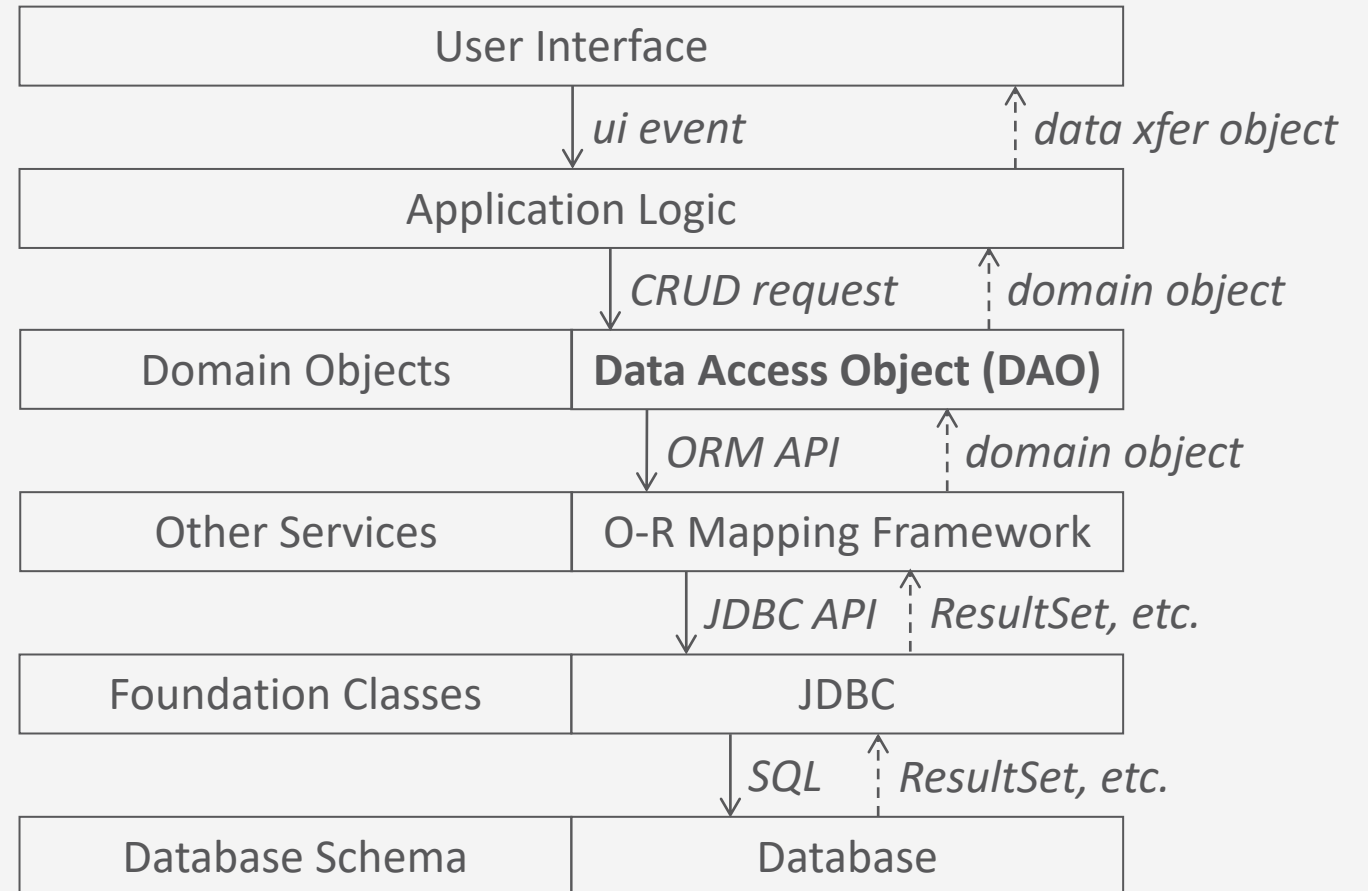 User Interface
ui event
data xfer object
Application Logic
CRUD request
domain object
Domain Objects
Data Access Object (DAO)
ORM API
domain object
Other Services
O-R Mapping Framework
JDBC API
ResultSet, etc.
Foundation Classes
JDBC
SQL
ResultSet, etc.
Database Schema
Database